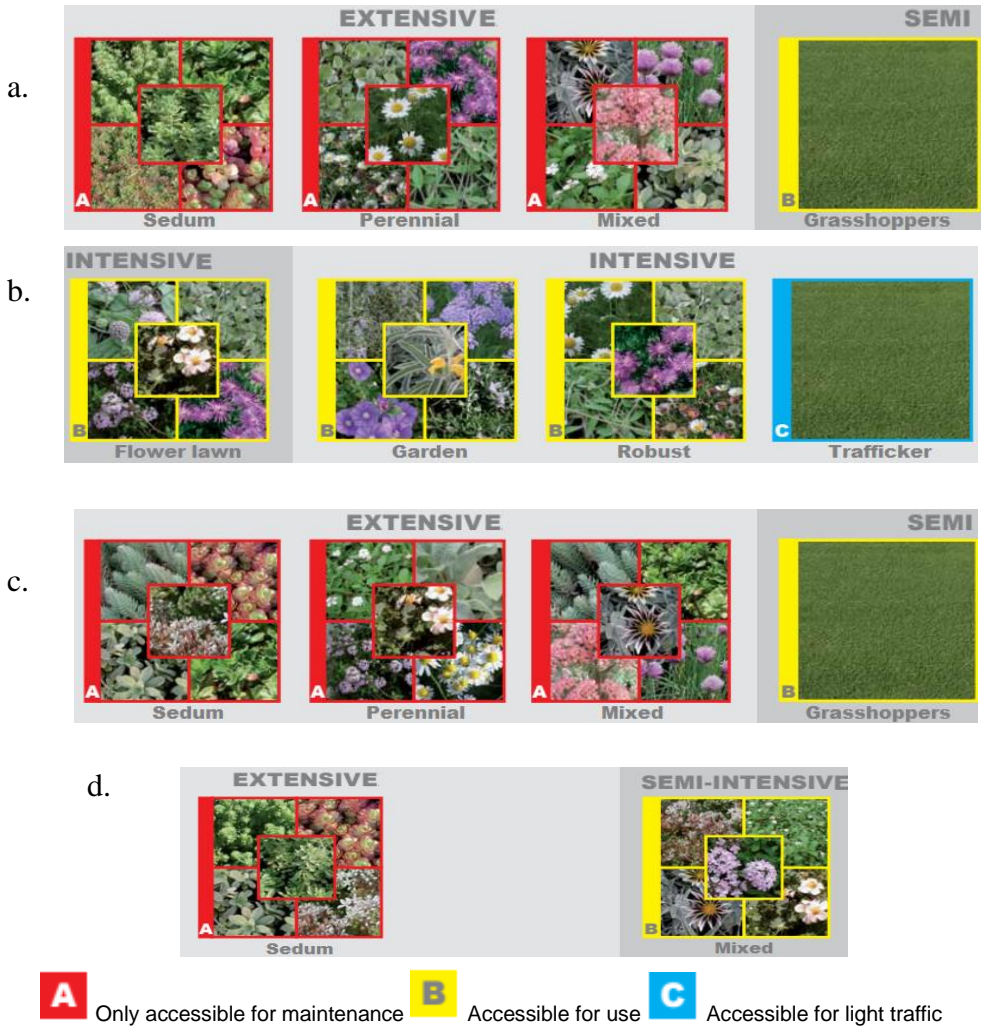 EXTENSIVE SEMI
a.
A A A B
Sedum Perennial Mixed Grasshoppers
INTENSIVE INTENSIVE
b.
B B B C
Flower lawn Garden Robust Trafficker
EXTENSIVE SEMI
c.
A A A B
Sedum Perennial Mixed Grasshoppers
d.
EXTENSIVE SEMI-INTENSIVE
A B
Sedum Mixed
A Only accessible for maintenance B Accessible for use C Accessible for light traffic